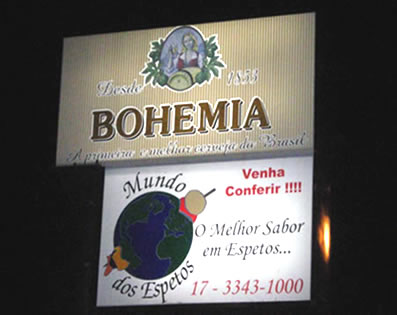 Desde 1853
BOHEMIA
A primeira e melhor cerveja do Brasil
Mundo
dos Espetos
Venha
Conferir !!!!
O Melhor Sabor
em Espetos...
17 - 3343-1000